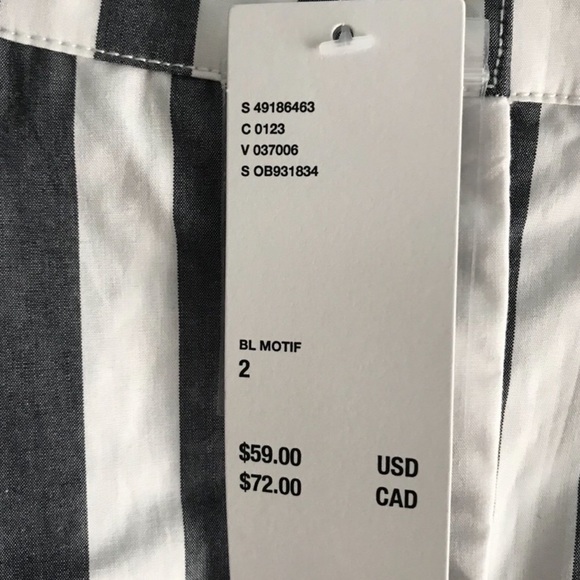 S 49186463
C 0123
V 037006
S OB931834
BL MOTIF
2
$59.00 USD
$72.00 CAD